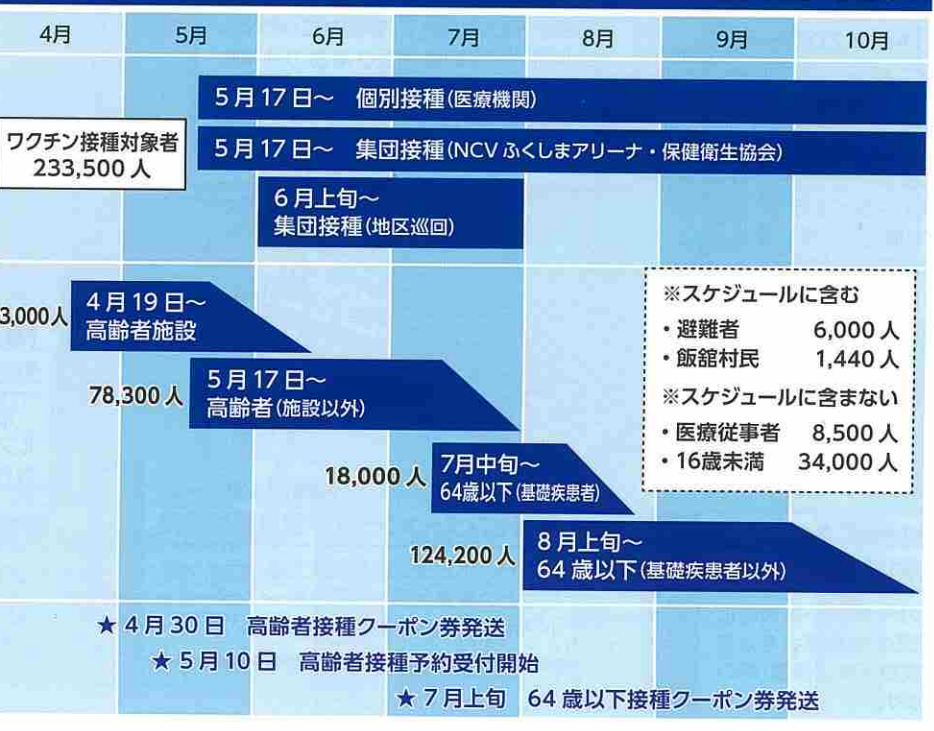 4月 5月 6月 7月 8月 9月 10月
5月17日～ 個別接種(医療機関)
ワクチン接種対象者
233,500人
5月17日～ 集団接種(NCVふくしまアリーナ・保健衛生協会)
6月上旬～
集団接種(地区巡回)
3,000人
4月19日～
高齢者施設
※スケジュールに含む
・避難者 6,000人
・飯舘村民 1,440人
※スケジュールに含まない
・医療従事者 8,500人
・16歳未満 34,000人
78,300人
5月17日～
高齢者(施設以外)
18,000人
7月中旬～
64歳以下(基礎疾患者)
124,200人
8月上旬～
64歳以下(基礎疾患者以外)
★4月30日 高齢者接種クーポン券発送
★5月10日 高齢者接種予約受付開始
★7月上旬 64歳以下接種クーポン券発送